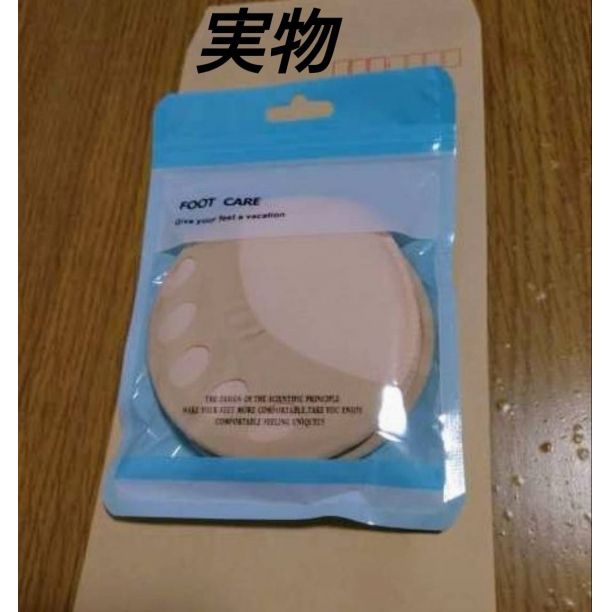 実物
FOOT CARE
Give your feet a vacation
THE DESIGN OF THE SCIENTIFIC PRINCIPLE
MAKE YOUR FEET MORE COMFORTABLE,TAKE YOU ENJOY
COMFORTABLE FEELING UNIQUELY